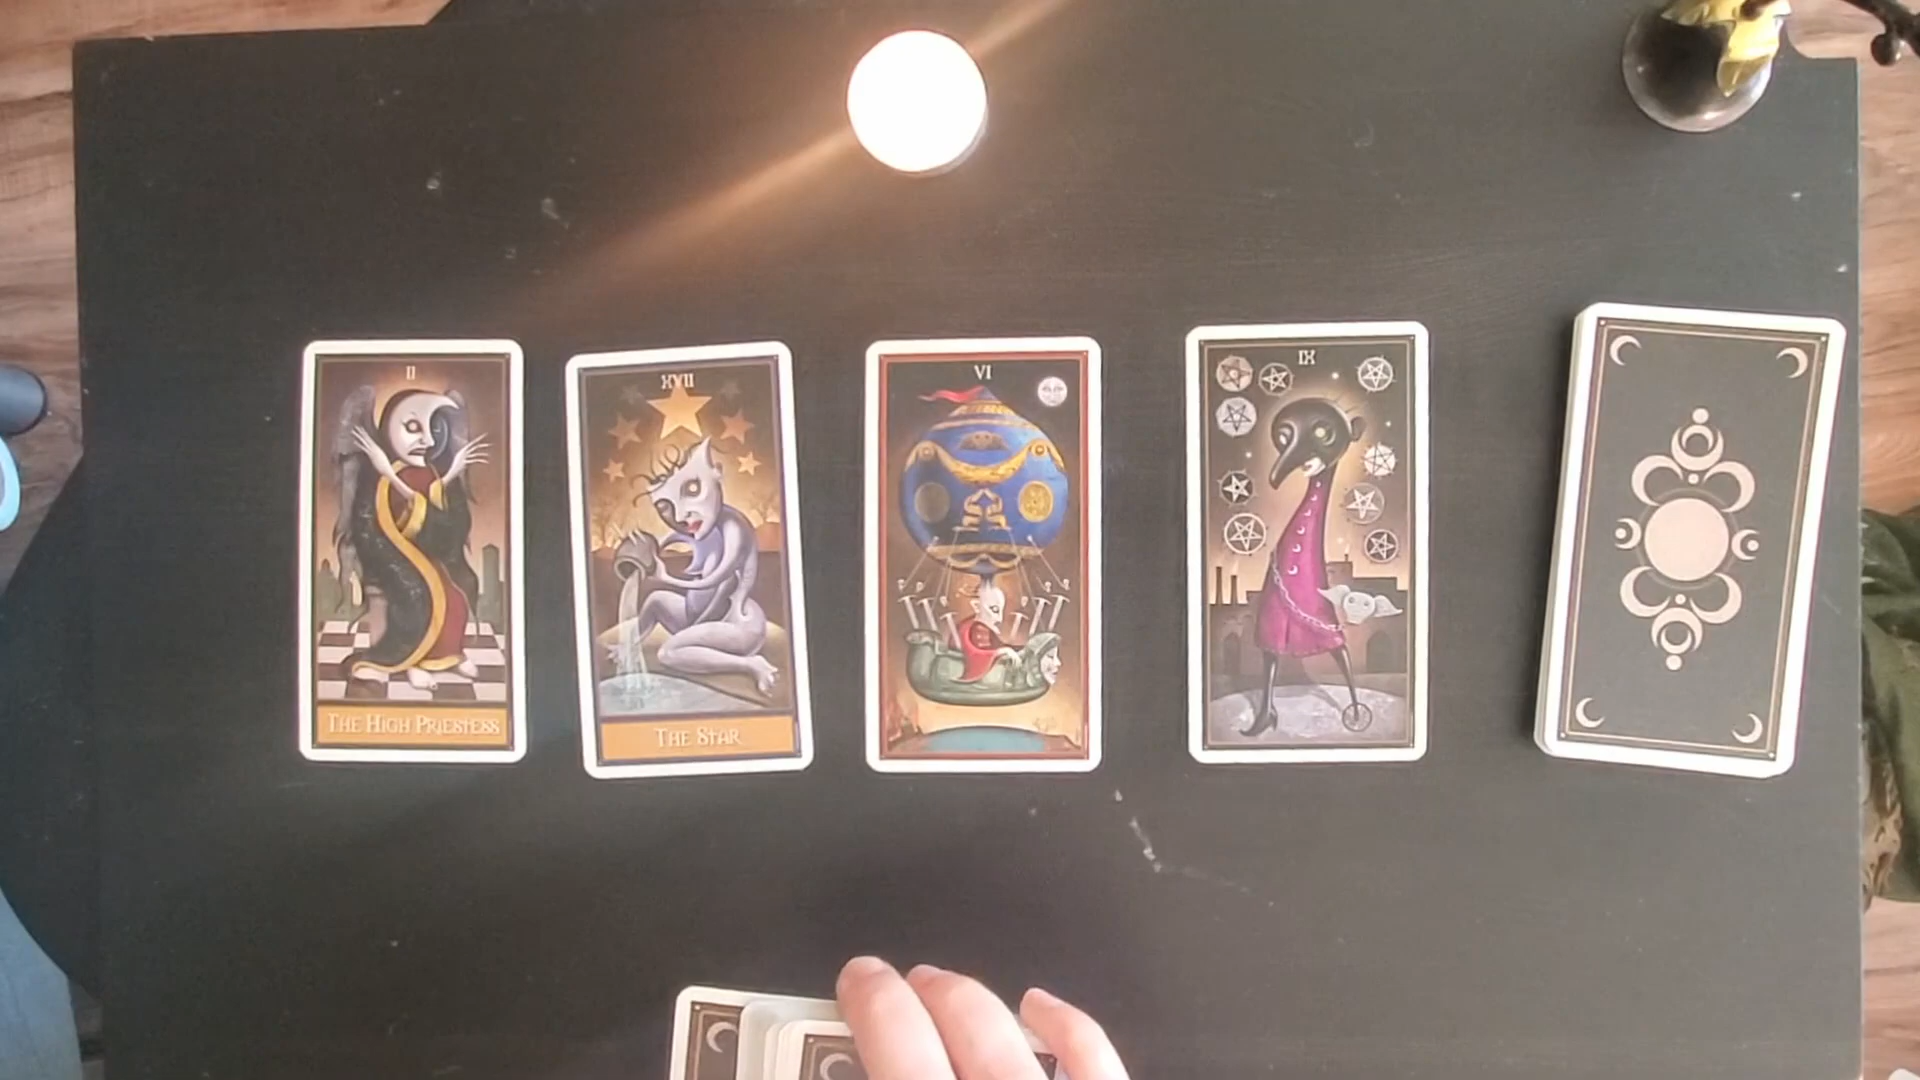 II
THE HIGH PRIESTESS
XVII
THE STAR
VI
IX